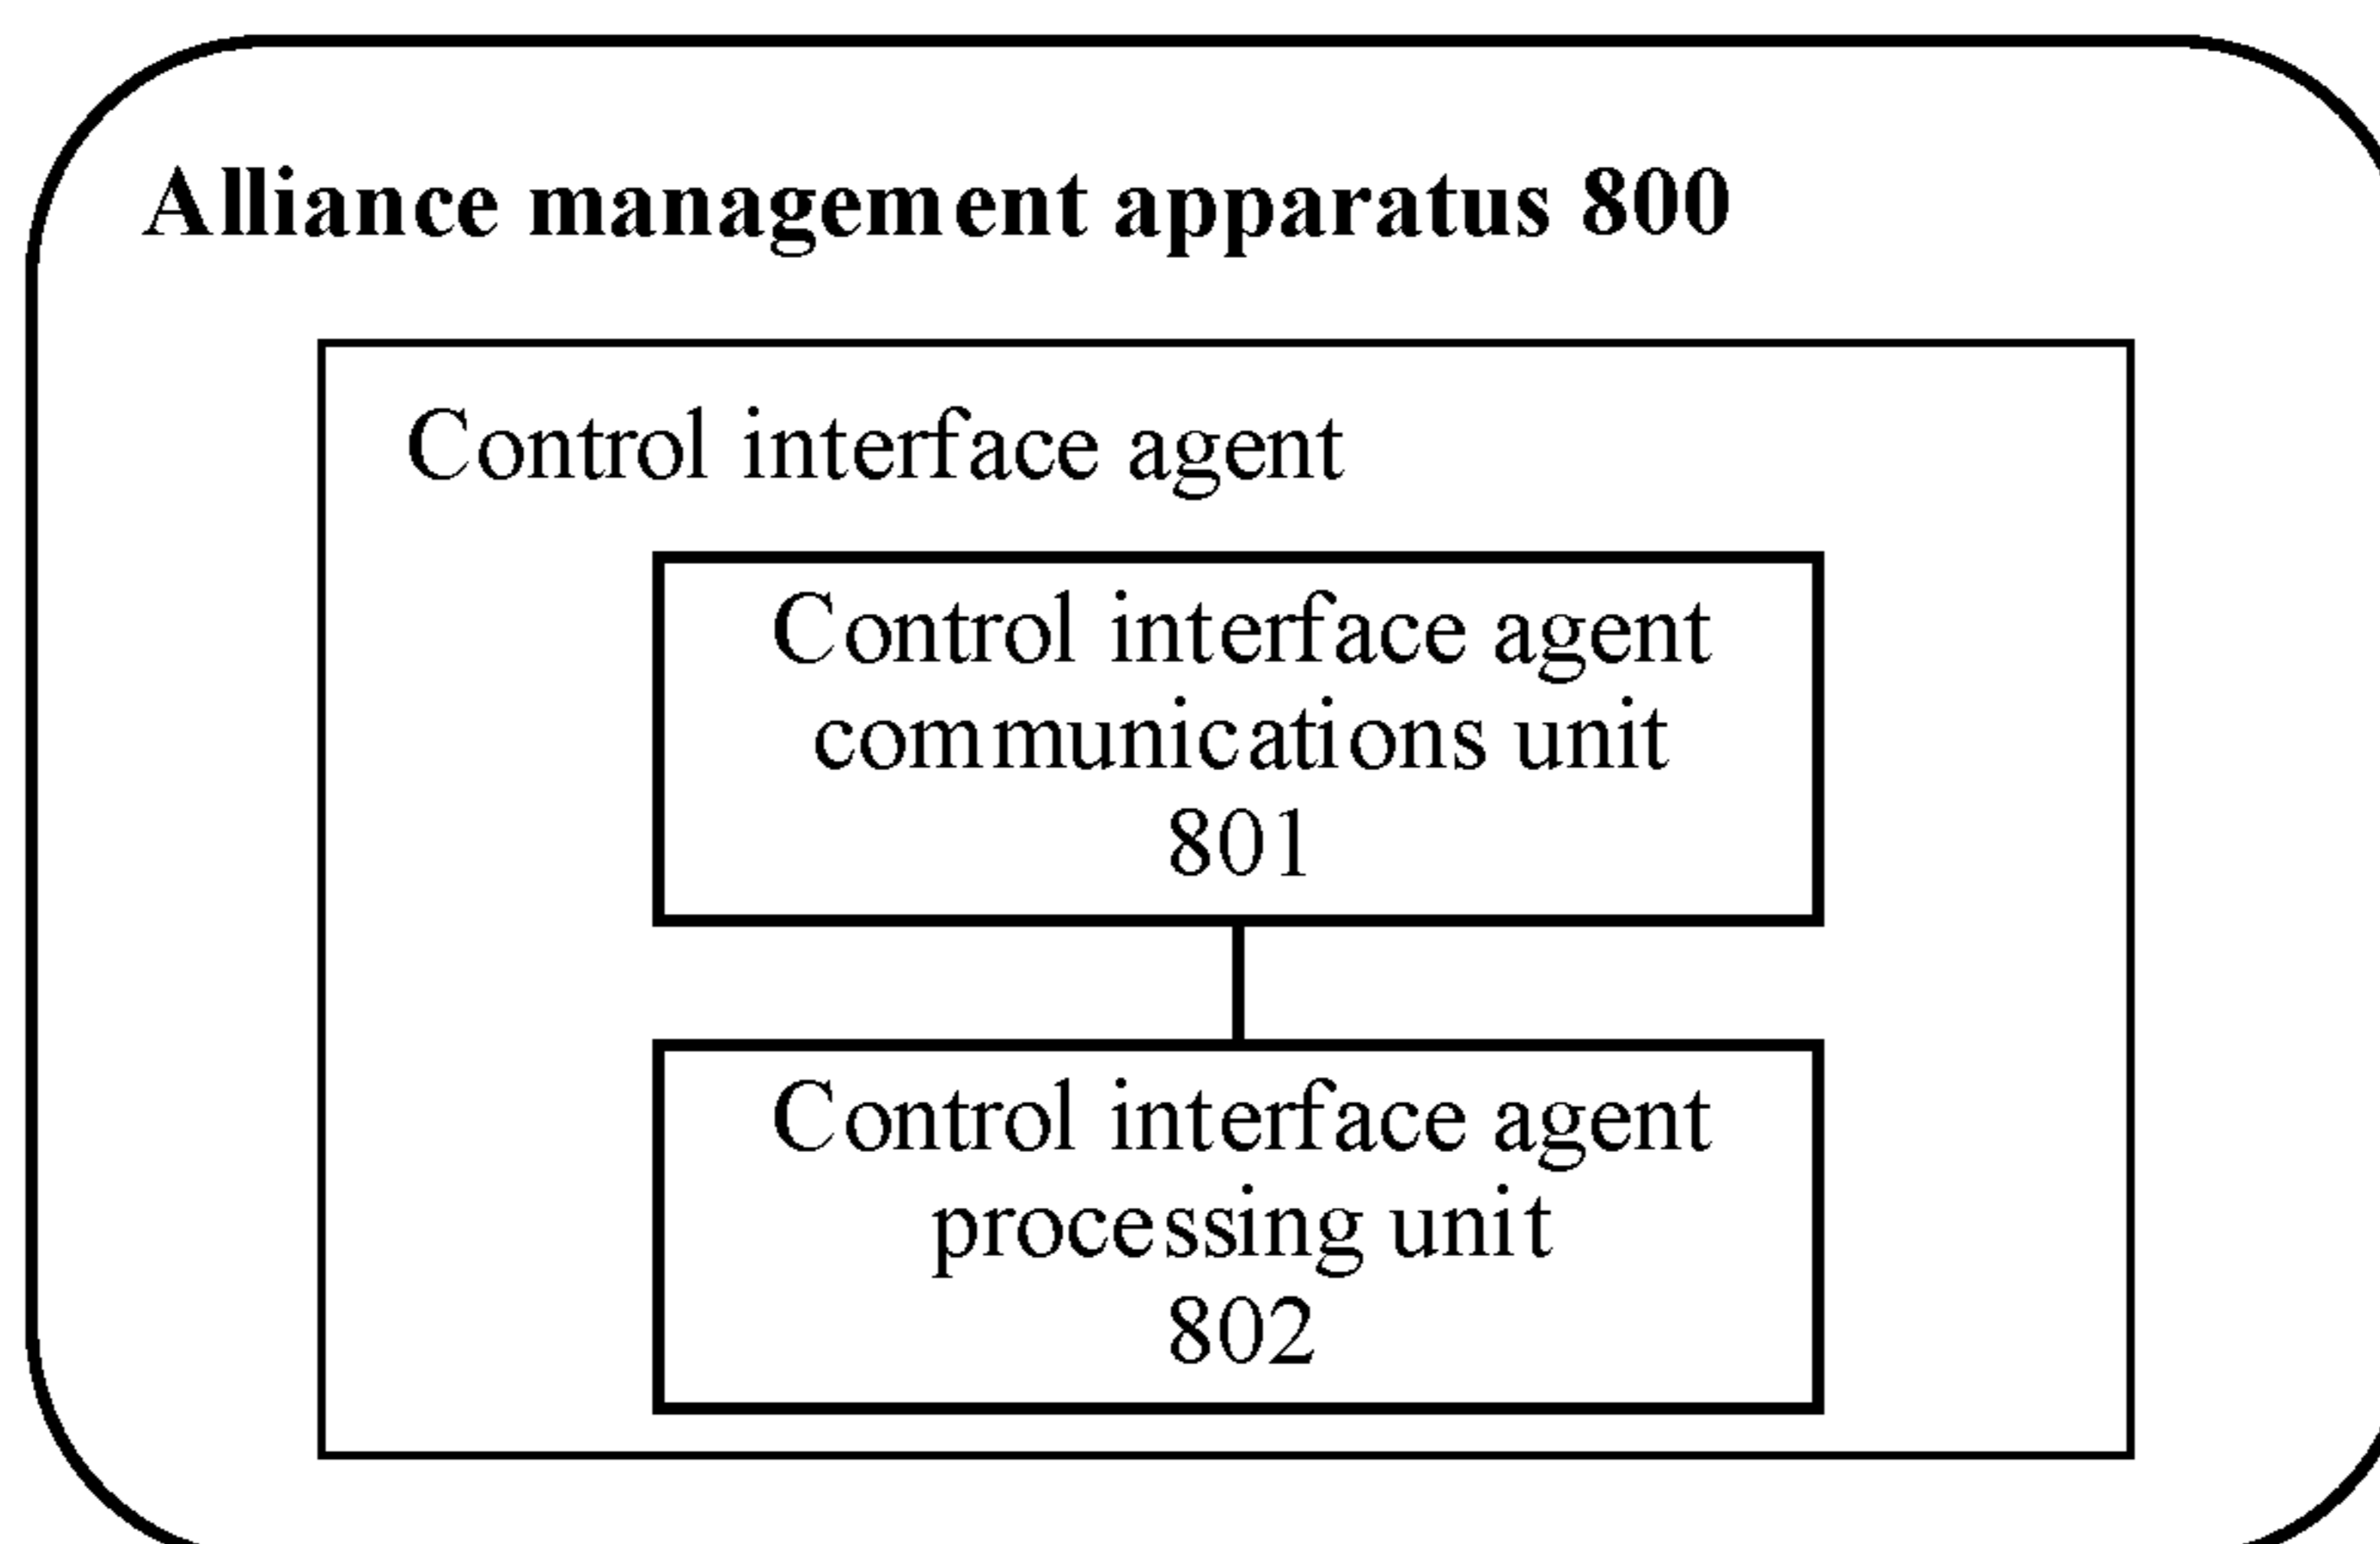 Alliance management apparatus 800
Control interface agent
Control interface agent
communications unit
801
Control interface agent
processing unit
802